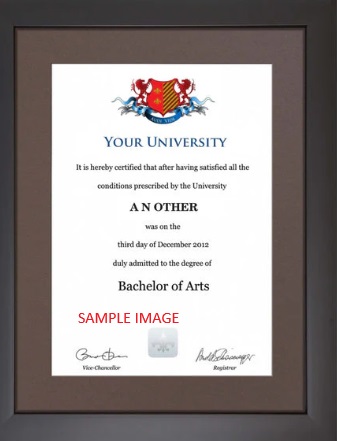 YOUR UNIVERSITY
It is hereby certified that after having satisfied all the
conditions prescribed by the University
A N OTHER
was on the
third day of December 2012
duly admitted to the degree of
Bachelor of Arts
SAMPLE IMAGE
Vice-Chancellor
Registrar